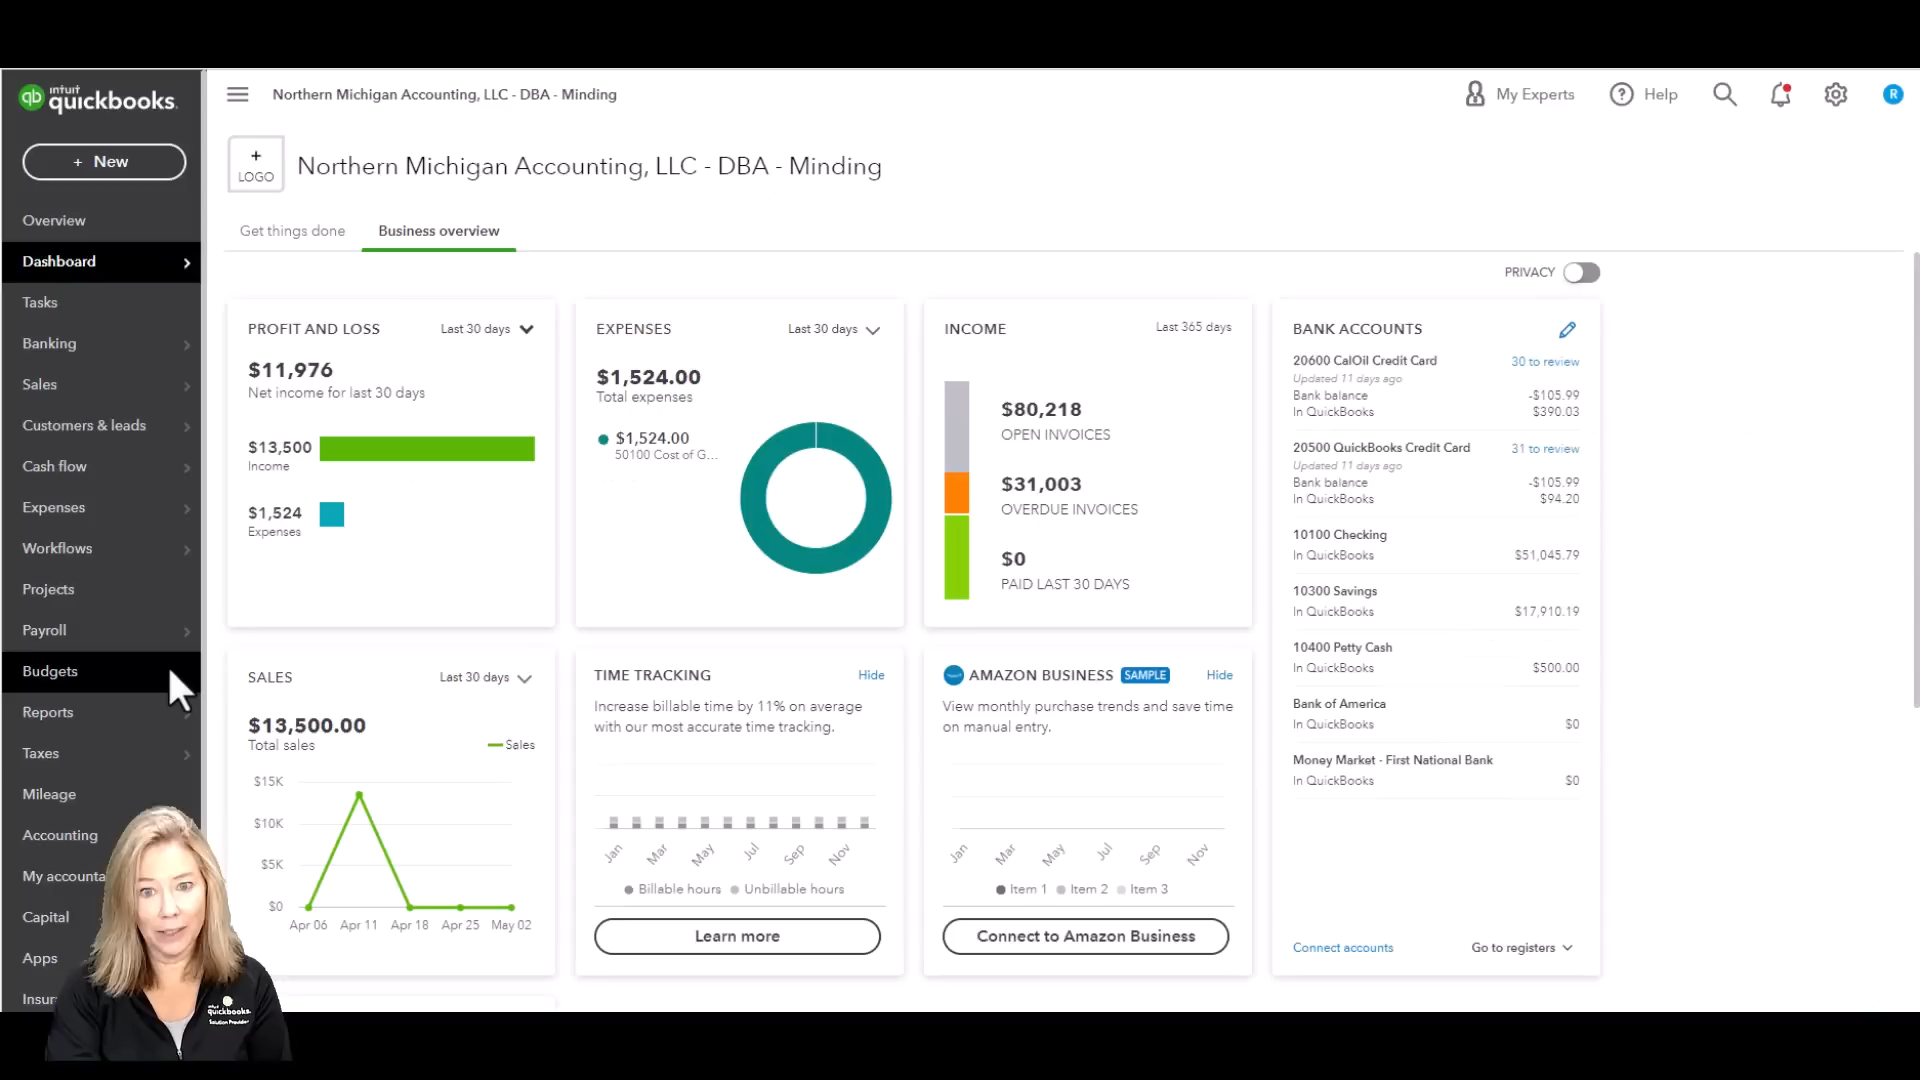 intuit
quickbooks.
+ New
Overview
Dashboard
Tasks
Banking
Sales
Customers & leads
Cash flow
Expenses
Workflows
Projects
Payroll
Budgets
Reports
Taxes
Mileage
Accounting
My accounta
Capital
Apps
Insur
Northern Michigan Accounting, LLC - DBA - Minding
My Experts
Help
R
+
LOGO
Northern Michigan Accounting, LLC - DBA - Minding
Get things done
Business overview
PRIVACY
PROFIT AND LOSS
Last 30 days
$11,976
Net income for last 30 days
$13,500
Income
$1,524
Expenses
EXPENSES
Last 30 days
$1,524.00
Total expenses
$1,524.00
50100 Cost of G...
INCOME
Last 365 days
$80,218
OPEN INVOICES
$31,003
OVERDUE INVOICES
$0
PAID LAST 30 DAYS
BANK ACCOUNTS
20600 CalOil Credit Card 30 to review
Updated 11 days ago
Bank balance -$105.99
In QuickBooks $390.03
20500 QuickBooks Credit Card 31 to review
Updated 11 days ago
Bank balance -$105.99
In QuickBooks $94.20
10100 Checking
In QuickBooks $51,045.79
10300 Savings
In QuickBooks $17,910.19
10400 Petty Cash
In QuickBooks $500.00
Bank of America
In QuickBooks $0
Money Market - First National Bank
In QuickBooks $0
Connect accounts
Go to registers
SALES
Last 30 days
$13,500.00
Total sales
Sales
$15K
$10K
$5K
$0
Apr 06 Apr 11 Apr 18 Apr 25 May 02
TIME TRACKING
Hide
Increase billable time by 11% on average
with our most accurate time tracking.
Jan Mar May Jul Sep Nov
Billable hours Unbillable hours
Learn more
AMAZON BUSINESS SAMPLE
Hide
View monthly purchase trends and save time
on manual entry.
Jan Mar May Jul Sep Nov
Item 1 Item 2 Item 3
Connect to Amazon Business
intuit
quickbooks.
Solution Provider